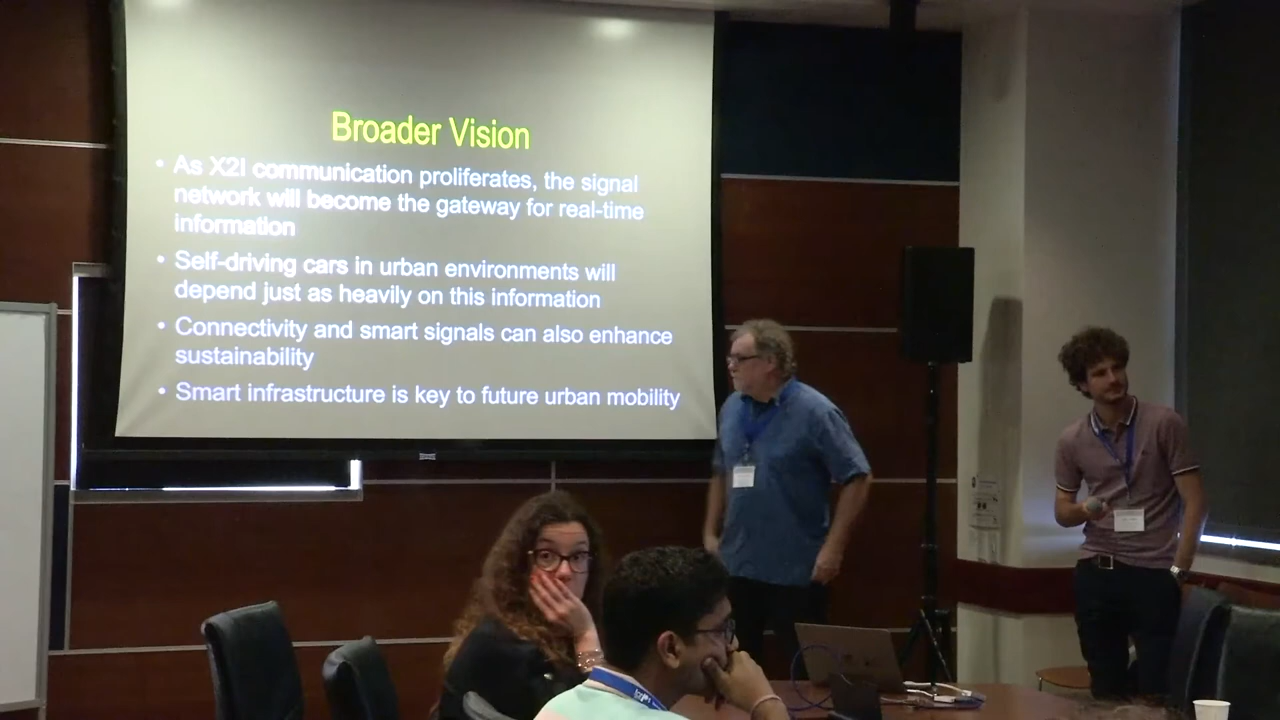 Broader Vision
• As X2I communication proliferates, the signal
network will become the gateway for real-time
information
• Self-driving cars in urban environments will
depend just as heavily on this information
• Connectivity and smart signals can also enhance
sustainability
• Smart infrastructure is key to future urban mobility